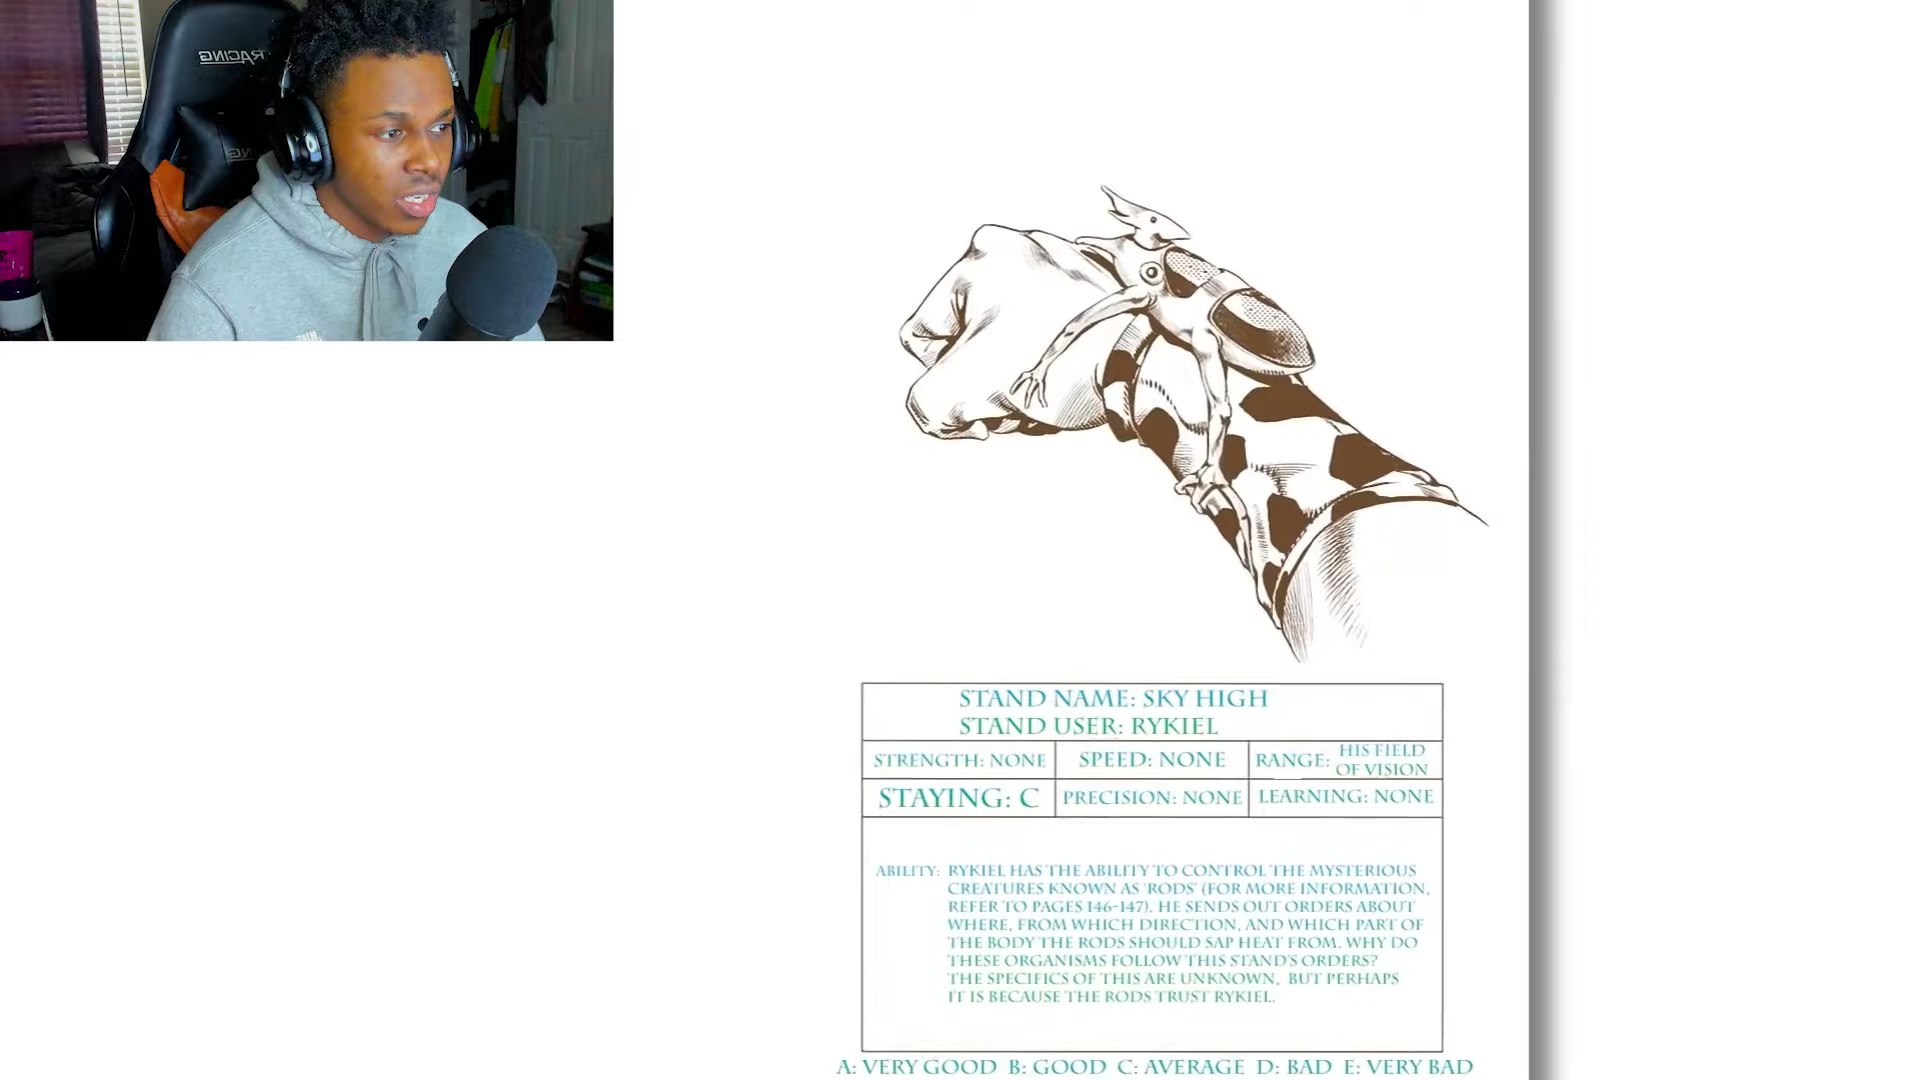 RACING
STAND NAME: SKY HIGH
STAND USER: RYKIEL
STRENGTH: NONE
SPEED: NONE
RANGE: HIS FIELD
OF VISION
STAYING: C
PRECISION: NONE
LEARNING: NONE
ABILITY: RYKIEL HAS THE ABILITY TO CONTROL THE MYSTERIOUS
CREATURES KNOWN AS 'RODS' (FOR MORE INFORMATION,
REFER TO PAGES 146-147). HE SENDS OUT ORDERS ABOUT
WHERE, FROM WHICH DIRECTION, AND WHICH PART OF
THE BODY THE RODS SHOULD SAP HEAT FROM. WHY DO
THESE ORGANISMS FOLLOW THIS STAND'S ORDERS?
THE SPECIFICS OF THIS ARE UNKNOWN, BUT PERHAPS
IT IS BECAUSE THE RODS TRUST RYKIEL.
A: VERY GOOD B: GOOD C: AVERAGE D: BAD E: VERY BAD